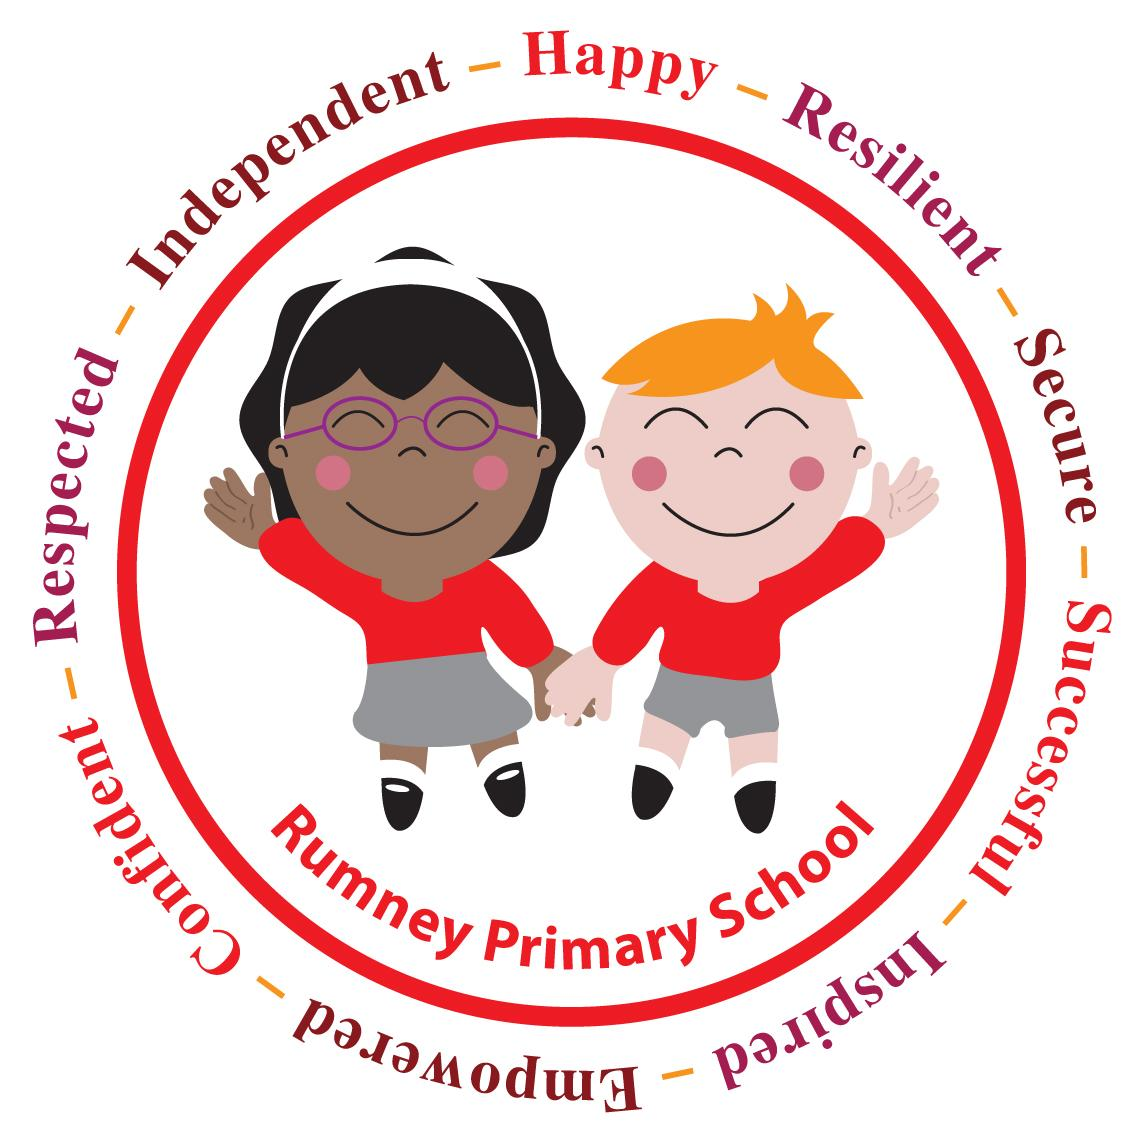 Happy – Resilient – Secure – Successful – Inspired – Empowered – Confident – Respected – Independent –
Rumney Primary School